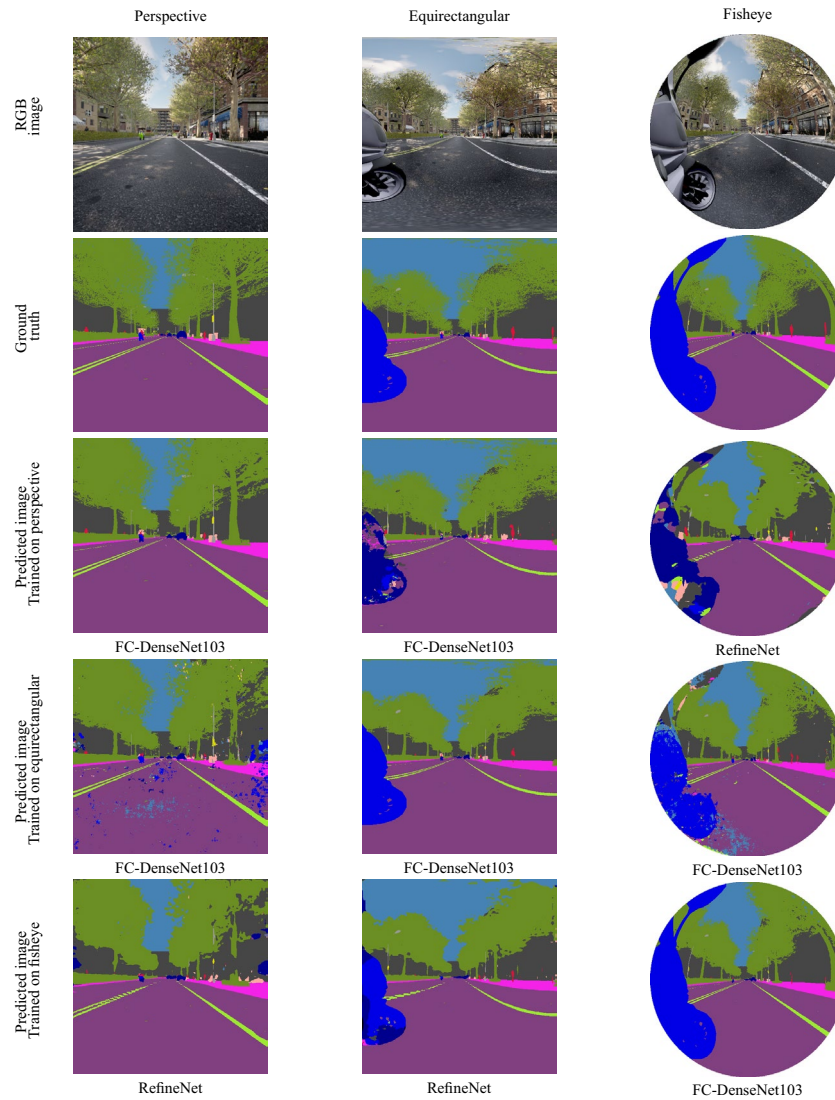 Perspective
Equirectangular
Fisheye
RGB
image
Ground
truth
Predicted image
Trained on perspective
FC-DenseNet103
FC-DenseNet103
RefineNet
Predicted image
Trained on equirectangular
FC-DenseNet103
FC-DenseNet103
FC-DenseNet103
Predicted image
Trained on fisheye
RefineNet
RefineNet
FC-DenseNet103